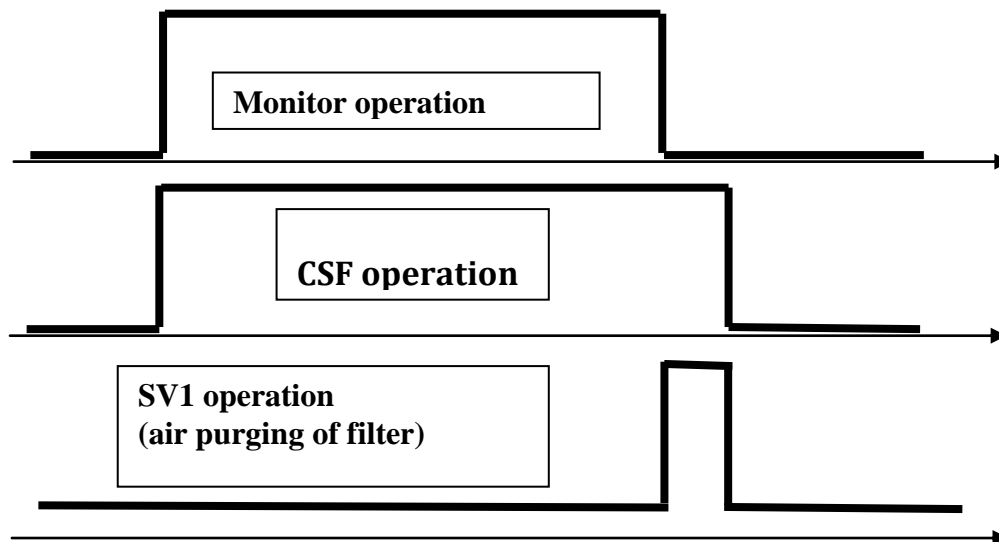 Monitor operation
CSF operation
SV1 operation
(air purging of filter)